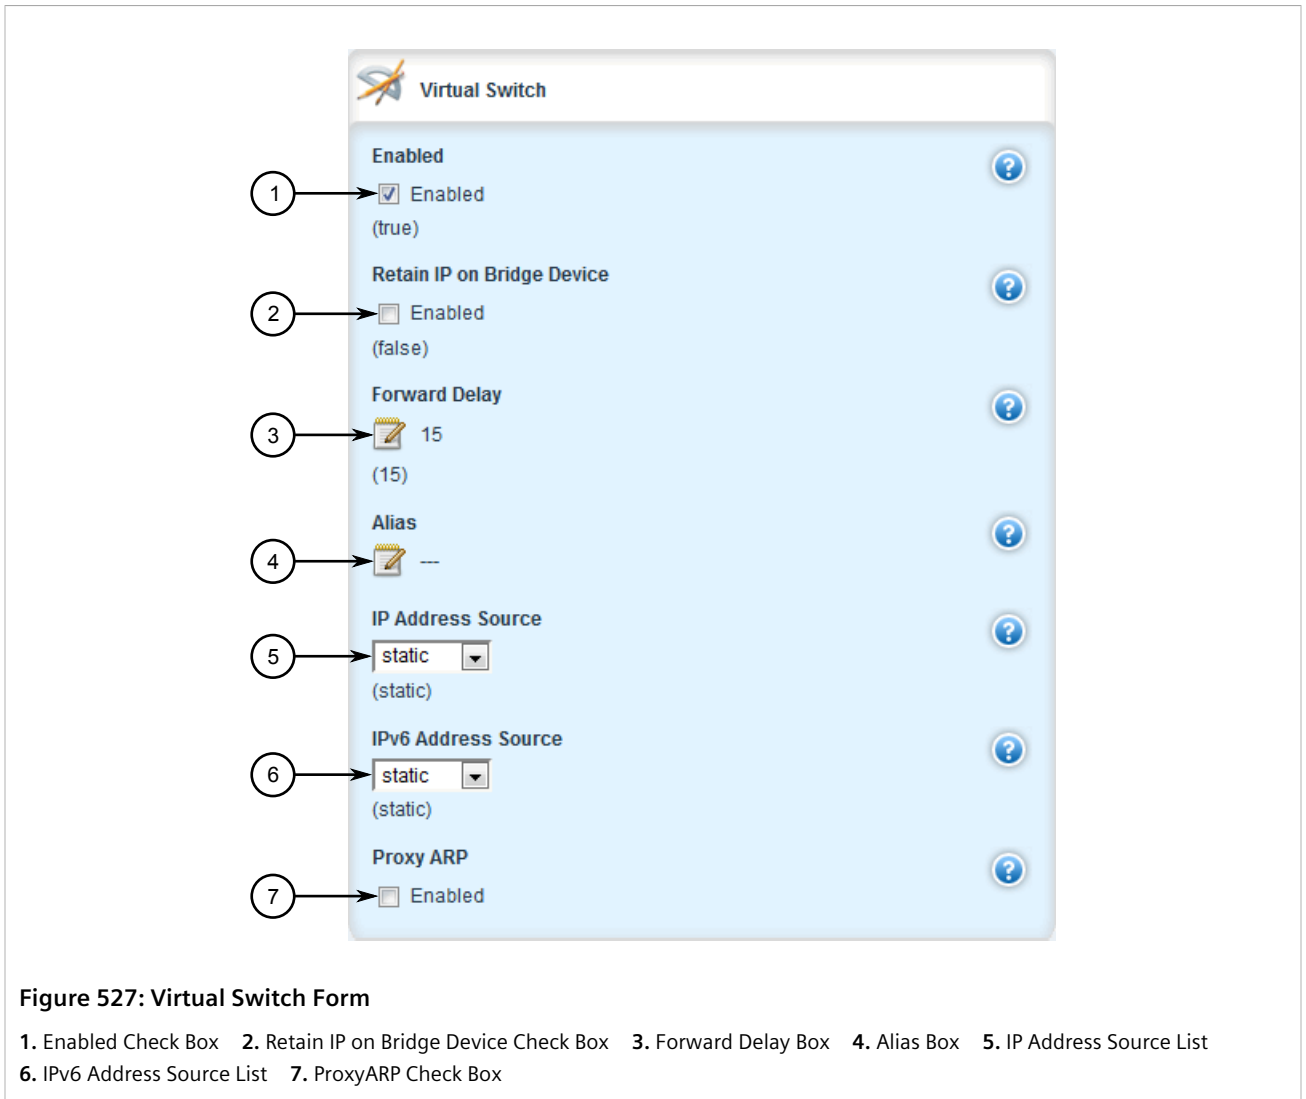 Virtual Switch
Enabled
1 Enabled
(true)
Retain IP on Bridge Device
2 Enabled
(false)
Forward Delay
3 15
(15)
Alias
4 ---
IP Address Source
5 static
(static)
IPv6 Address Source
6 static
(static)
Proxy ARP
7 Enabled
Figure 527: Virtual Switch Form
1. Enabled Check Box 2. Retain IP on Bridge Device Check Box 3. Forward Delay Box 4. Alias Box 5. IP Address Source List
6. IPv6 Address Source List 7. ProxyARP Check Box